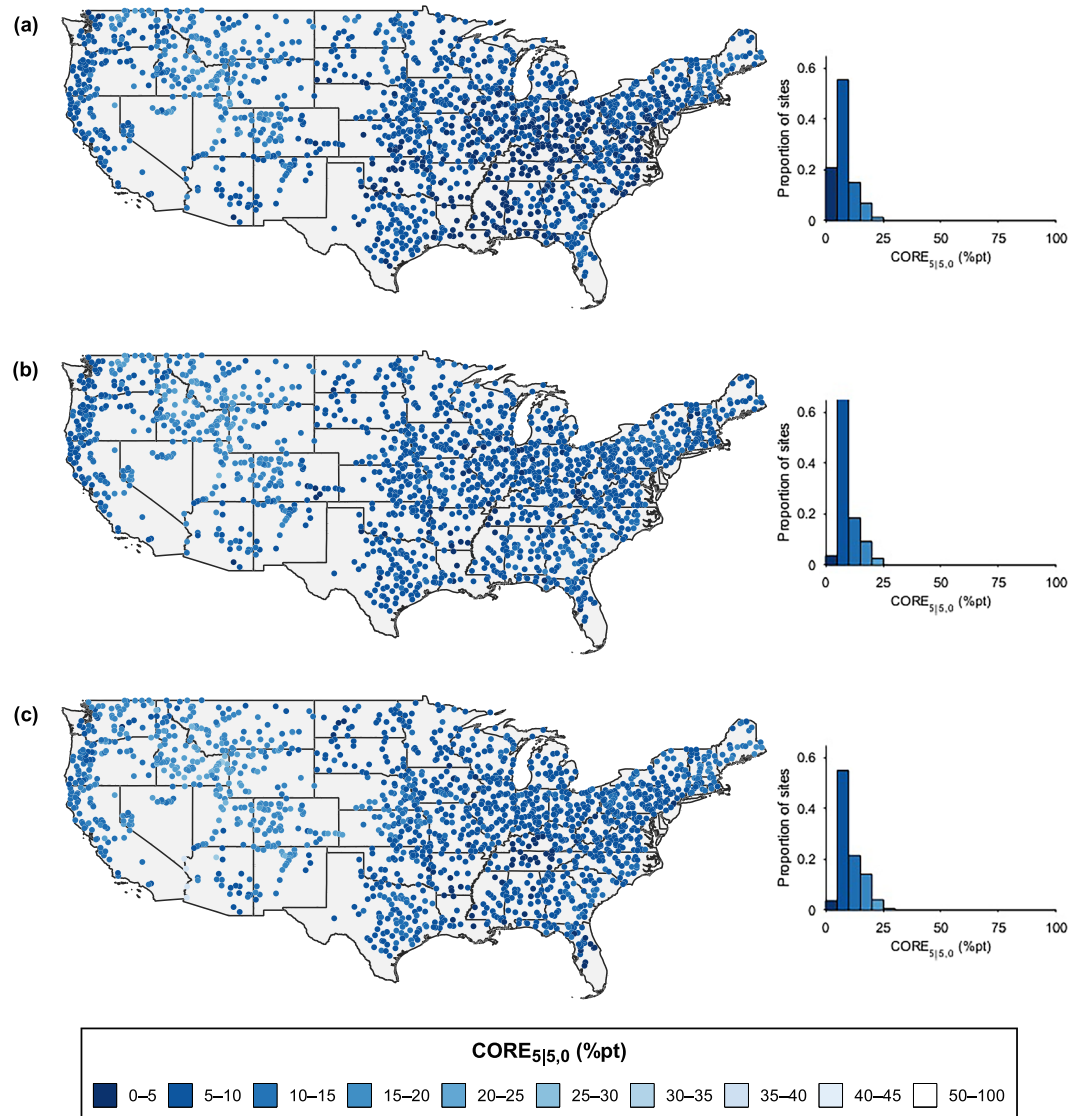 (a)
Proportion of sites
0.6
0.4
0.2
0
0 25 50 75 100
CORE5|5,0 (%pt)
(b)
Proportion of sites
0.6
0.4
0.2
0
0 25 50 75 100
CORE5|5,0 (%pt)
(c)
Proportion of sites
0.6
0.4
0.2
0
0 25 50 75 100
CORE5|5,0 (%pt)
CORE5|5,0 (%pt)
0–5 5–10 10–15 15–20 20–25 25–30 30–35 35–40 40–45 50–100